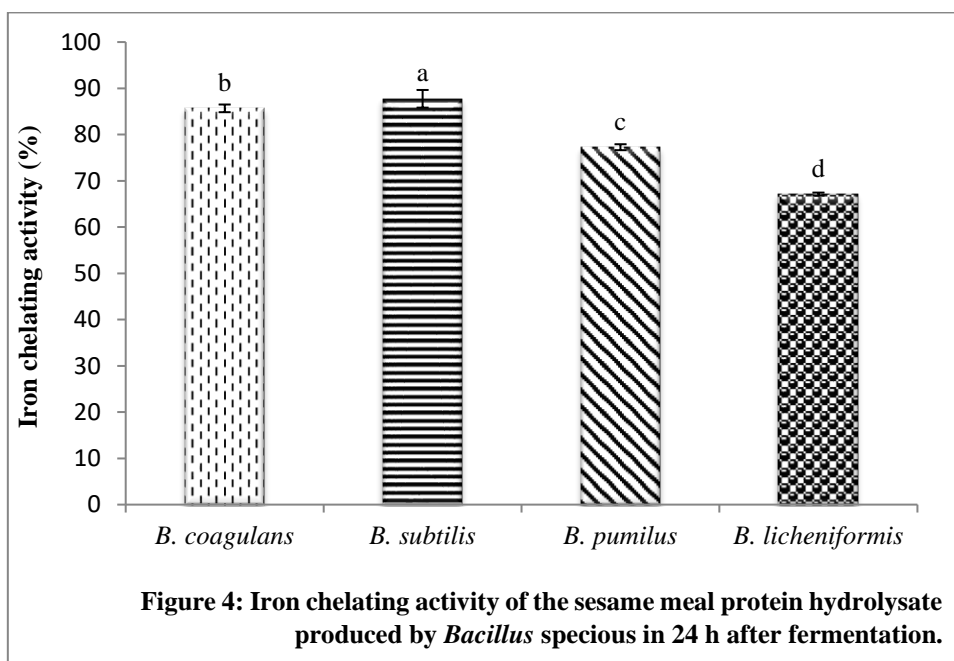 100
90
80
70
60
50
40
30
20
10
0
Iron chelating activity (%)
b
a
c
d
B. coagulans
B. subtilis
B. pumilus
B. licheniformis
Figure 4: Iron chelating activity of the sesame meal protein hydrolysate
produced by Bacillus specious in 24 h after fermentation.